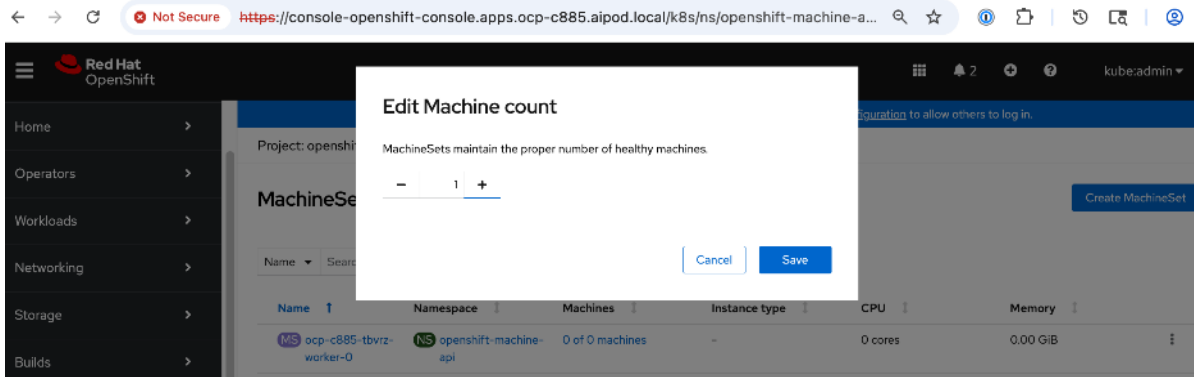 Not Secure https://console-openshift-console.apps.ocp-c885.aipod.local/k8s/ns/openshift-machine-a...
Red Hat
OpenShift
2
kube:admin
Edit Machine count
to allow others to log in.
Home
Project:
MachineSets maintain the proper number of healthy machines.
Operators
− 1 +
Create MachineSet
Workloads
Networking
Name
Cancel Save
Storage
Name Namespace Machines Instance type CPU Memory
MS ocp-c885-tbvrz-worker-0 NS openshift-machine-api 0 of 0 machines - 0 cores 0.00 GiB
Builds